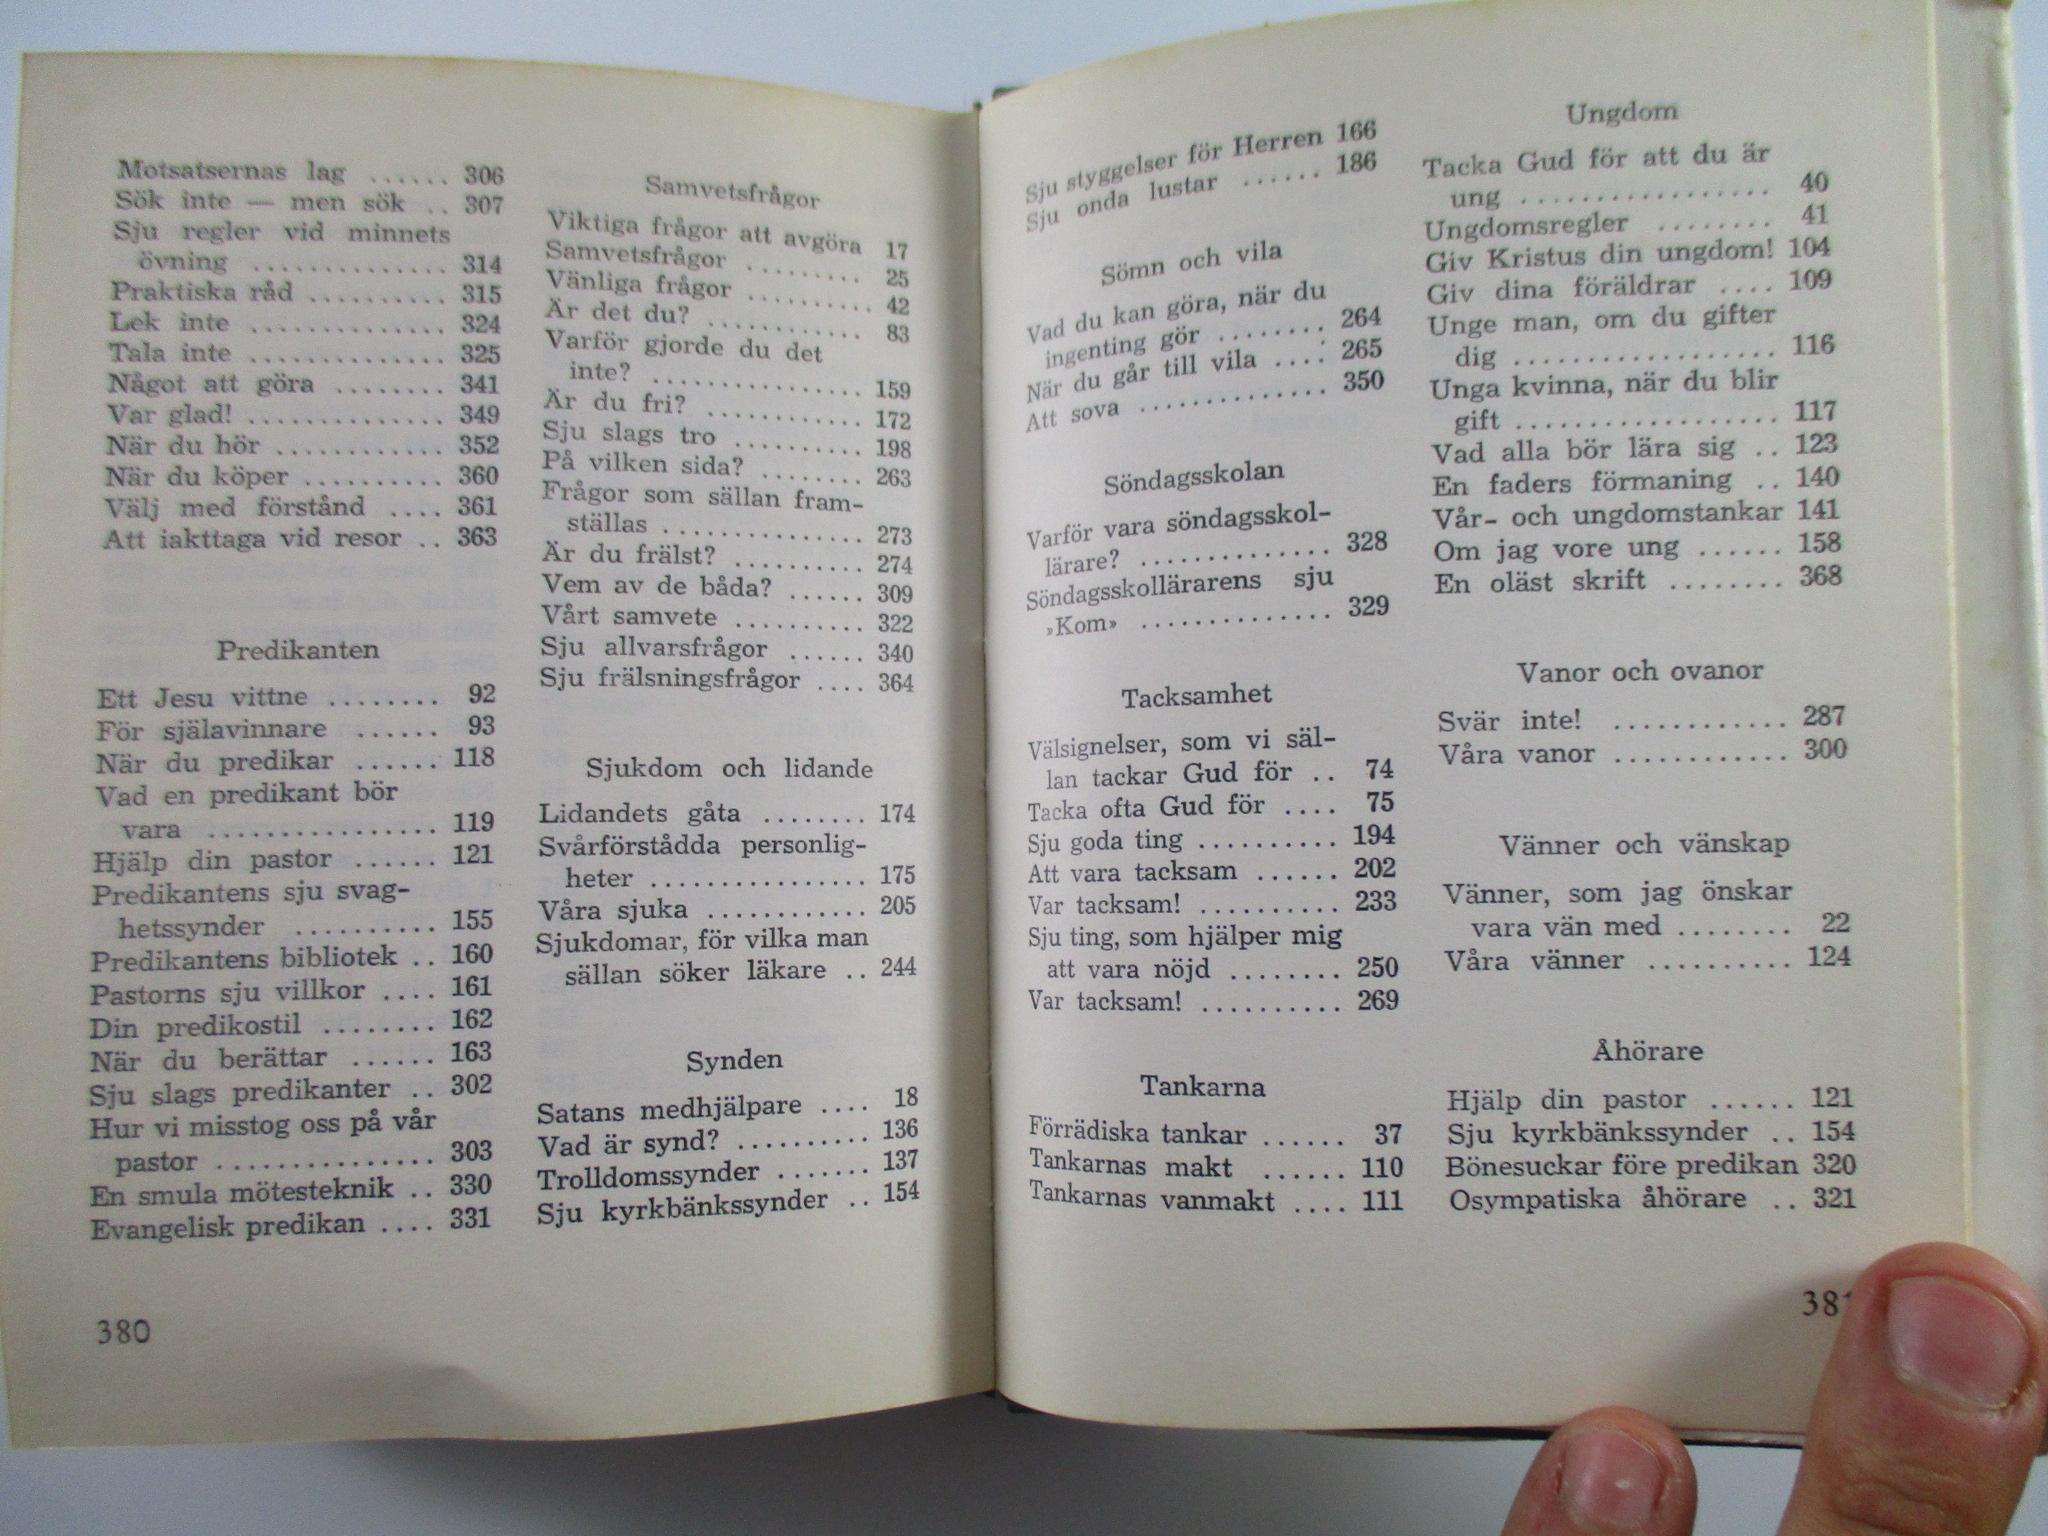 Motsatsernas lag ...... 306
Sök inte — men sök .. 307
Sju regler vid minnets
övning .............. 314
Praktiska råd .......... 315
Lek inte .............. 324
Tala inte .............. 325
Något att göra ........ 341
Var glad! .............. 349
När du hör ............ 352
När du köper .......... 360
Välj med förstånd .... 361
Att iakttaga vid resor .. 363
Predikanten
Ett Jesu vittne ........ 92
För själavinnare ...... 93
När du predikar ...... 118
Vad en predikant bör
vara ................ 119
Hjälp din pastor ...... 121
Predikantens sju svag-
hetssynder .......... 155
Predikantens bibliotek .. 160
Pastorns sju villkor .... 161
Din predikostil ........ 162
När du berättar ...... 163
Sju slags predikanter .. 302
Hur vi misstog oss på vår
pastor ................ 303
En smula mötesteknik .. 330
Evangelisk predikan .... 331
380
Samvetsfrågor
Viktiga frågor att avgöra 17
Samvetsfrågor ......... 25
Vänliga frågor .......... 42
Är det du? ............ 83
Varför gjorde du det
inte? ................ 159
Är du fri? ............ 172
Sju slags tro .......... 198
På vilken sida? ........ 263
Frågor som sällan fram-
ställas ............... 273
Är du frälst? .......... 274
Vem av de båda? ...... 309
Vårt samvete .......... 322
Sju allvarsfrågor ...... 340
Sju frälsningsfrågor .... 364
Sjukdom och lidande
Lidandets gåta ........ 174
Svårförstådda personlig-
heter ................ 175
Våra sjuka ............ 205
Sjukdomar, för vilka man
sällan söker läkare .. 244
Synden
Satans medhjälpare .... 18
Vad är synd? .......... 136
Trolldomssynder ....... 137
Sju kyrkbänkssynder .. 154
Sju styggelser för Herren 166
Sju onda lustar ...... 186
Sömn och vila
Vad du kan göra, när du
ingenting gör ........ 264
När du går till vila .... 265
Att sova .............. 350
Söndagsskolan
Varför vara söndagsskol-
lärare? .............. 328
Söndagsskollärarens sju
»Kom» .............. 329
Tacksamhet
Välsignelser, som vi säl-
lan tackar Gud för .. 74
Tacka ofta Gud för .... 75
Sju goda ting .......... 194
Att vara tacksam ...... 202
Var tacksam! .......... 233
Sju ting, som hjälper mig
att vara nöjd ........ 250
Var tacksam! .......... 269
Tankarna
Förrädiska tankar ...... 37
Tankarnas makt ...... 110
Tankarnas vanmakt .... 111
Ungdom
Tacka Gud för att du är
ung .................. 40
Ungdomsregler ........ 41
Giv Kristus din ungdom! 104
Giv dina föräldrar .... 109
Unge man, om du gifter
dig .................. 116
Unga kvinna, när du blir
gift .................. 117
Vad alla bör lära sig .. 123
En faders förmaning .. 140
Vår- och ungdomstankar 141
Om jag vore ung ...... 158
En oläst skrift ........ 368
Vanor och ovanor
Svär inte! ............ 287
Våra vanor ............ 300
Vänner och vänskap
Vänner, som jag önskar
vara vän med ........ 22
Våra vänner .......... 124
Åhörare
Hjälp din pastor ...... 121
Sju kyrkbänkssynder .. 154
Bönesuckar före predikan 320
Osympatiska åhörare .. 321
381